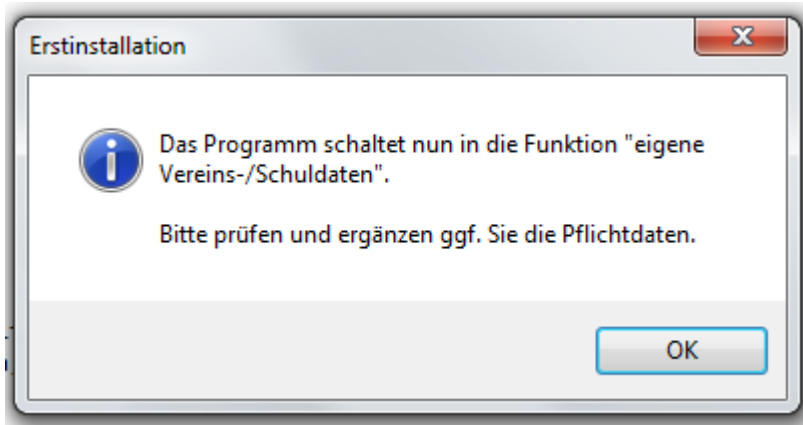 Erstinstallation
Das Programm schaltet nun in die Funktion "eigene
Vereins-/Schuldaten".
Bitte prüfen und ergänzen ggf. Sie die Pflichtdaten.
OK